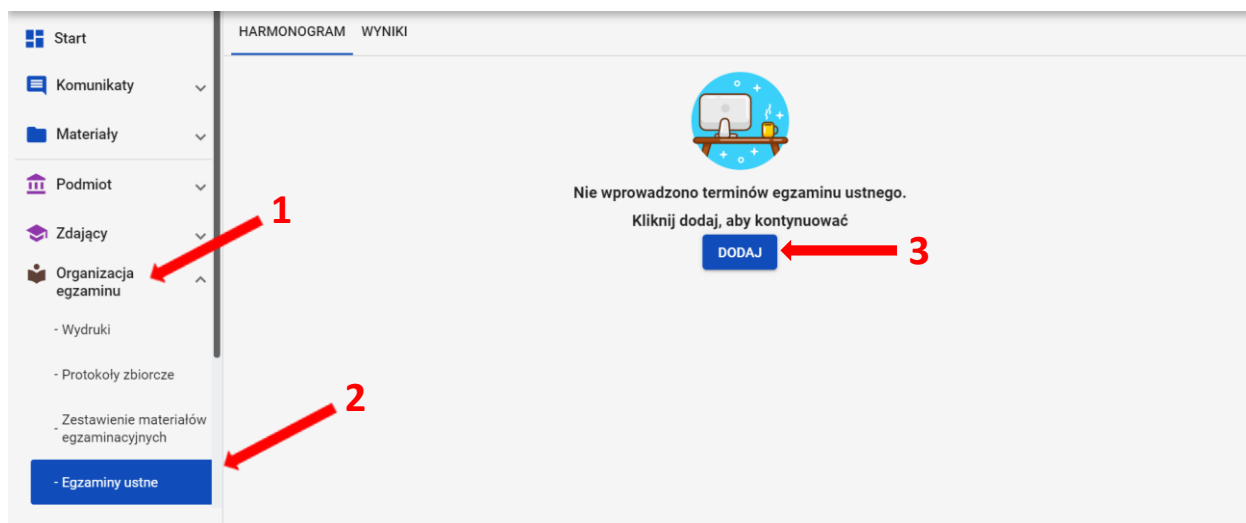 Start
Komunikaty
Materiały
Podmiot
Zdający
Organizacja
egzaminu
- Wydruki
- Protokoły zbiorcze
- Zestawienie materiałów
egzaminacyjnych
- Egzaminy ustne
HARMONOGRAM WYNIKI
Nie wprowadzono terminów egzaminu ustnego.
Kliknij dodaj, aby kontynuować
DODAJ
1
2
3